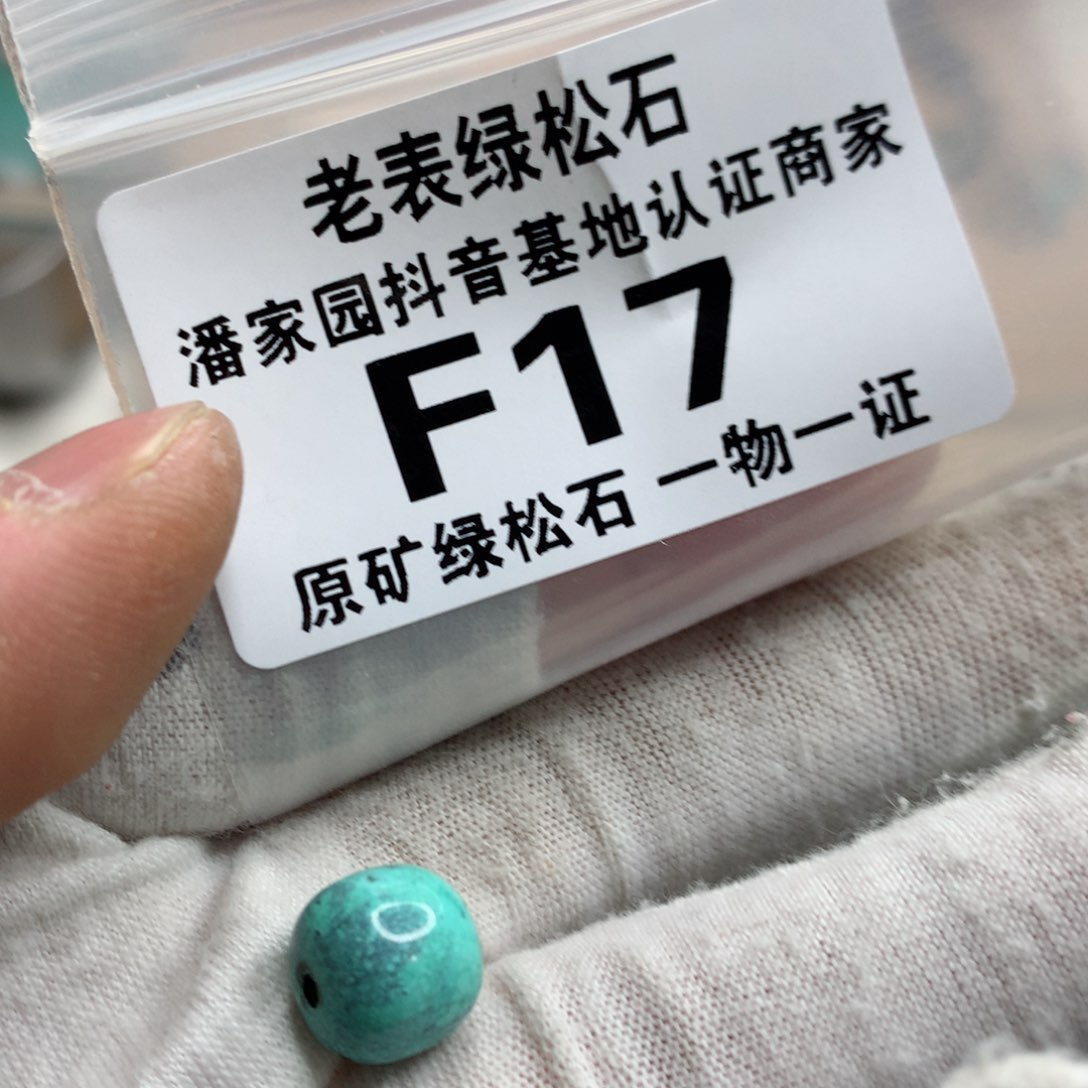 老表绿松石
潘家园抖音基地认证商家
F17
原矿绿松石 一物一证